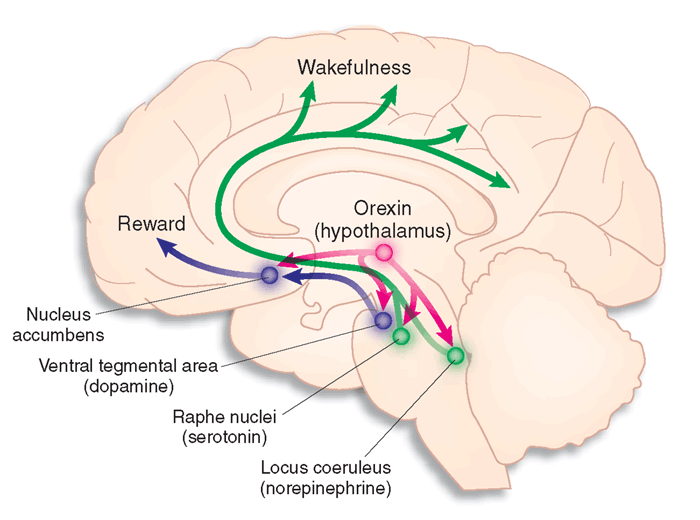 Wakefulness
Reward
Orexin
(hypothalamus)
Nucleus
accumbens
Ventral tegmental area
(dopamine)
Raphe nuclei
(serotonin)
Locus coeruleus
(norepinephrine)